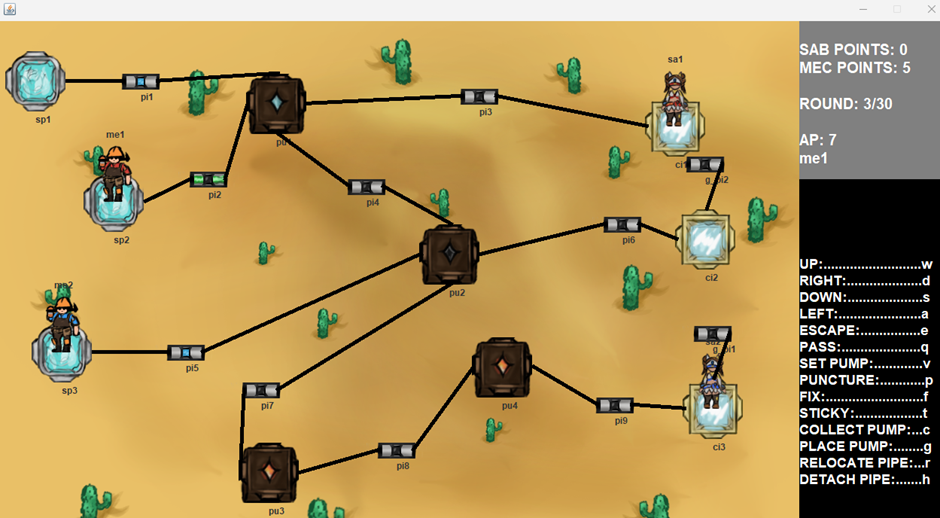 SAB POINTS: 0
MEC POINTS: 5
ROUND: 3/30
AP: 7
me1
sa1
pi1
pi3
sp1
me1
pu1
ci1
g_pi2
pi2
pi4
sp2
pi6
ci2
pu2
me2
sa2
g_pi1
pi5
sp3
pi7
pu4
pi9
ci3
pi8
pu3
UP:...........................w
RIGHT:.....................d
DOWN:......................s
LEFT:........................a
ESCAPE:..................e
PASS:.......................q
SET PUMP:..............v
PUNCTURE:............p
FIX:...........................f
STICKY:....................t
COLLECT PUMP:...c
PLACE PUMP:........g
RELOCATE PIPE:...r
DETACH PIPE:.......h